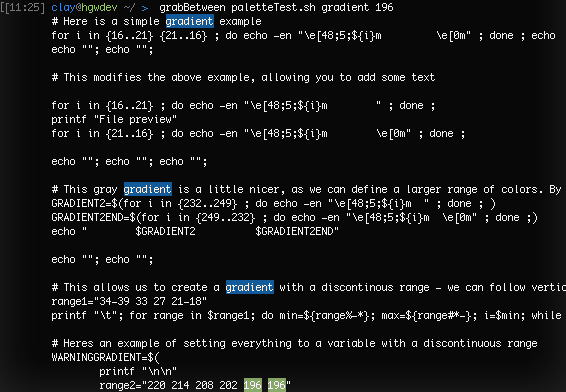 [[11:25] clay@hgwdev ~/ > grabBetween paletteTest.sh gradient 196
# Here is a simple gradient example
for i in {16..21} {21..16} ; do echo -en "\e[48;5;${i}m        \e[0m" ; done ; echo
echo ""; echo "";
# This modifies the above example, allowing you to add some text
for i in {16..21} ; do echo -en "\e[48;5;${i}m        " ; done ;
printf "File preview"
for i in {21..16} ; do echo -en "\e[48;5;${i}m        \e[0m" ; done ;
echo ""; echo ""; echo "";
# This gray gradient is a little nicer, as we can define a larger range of colors. By
GRADIENT2=$(for i in {232..249} ; do echo -en "\e[48;5;${i}m  " ; done ; )
GRADIENT2END=$(for i in {249..232} ; do echo -en "\e[48;5;${i}m  \e[0m" ; done ;)
echo "        $GRADIENT2          $GRADIENT2END"
echo ""; echo "";
# This allows us to create a gradient with a discontinous range - we can follow vertic
range1="34-39 33 27 21-18"
printf "\t"; for range in $range1; do min=${range%-*}; max=${range#*-}; i=$min; while
# Heres an example of setting everything to a variable with a discontinous range
WARNINGGRADIENT=$(
printf "\n\n"
range2="220 214 208 202 196 196"